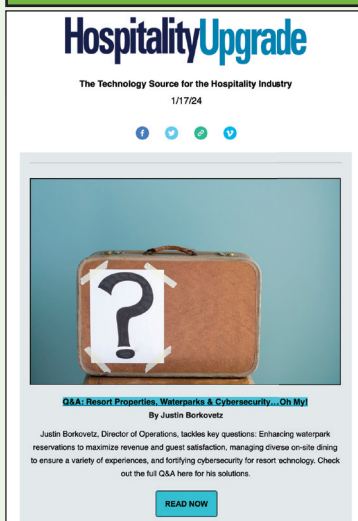 HospitalityUpgrade
The Technology Source for the Hospitality Industry
1/17/24
?
Q&A: Resort Properties, Waterparks & Cybersecurity…Oh My!
By Justin Borkovetz
Justin Borkovetz, Director of Operations, tackles key questions: Enhancing waterpark
reservations to maximize revenue and guest satisfaction, managing diverse on-site dining
to ensure a variety of experiences, and fortifying cybersecurity for resort echnology. Check
out the full Q&A here for his solutions.
READ NOW